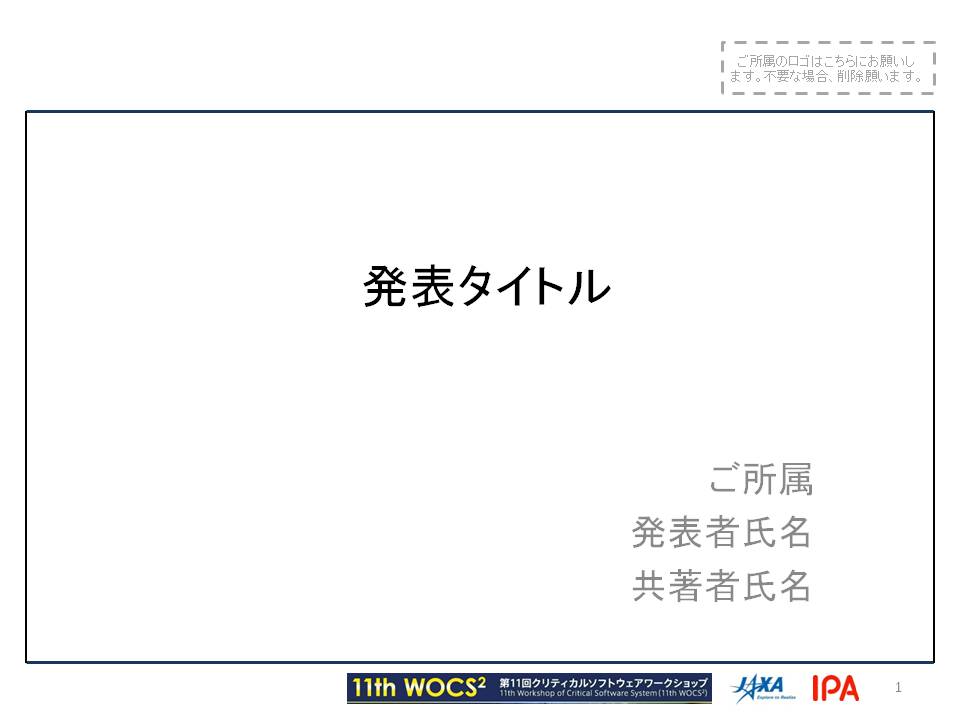 ご所属のロゴはこちらにお願いし
ます。不要な場合、削除願います。
発表タイトル
ご所属
発表者氏名
共著者氏名
11th WOCS² 第11回クリティカルソフトウェアワークショップ
11th Workshop of Critical Software System (11th WOCS²)
JAXA
Explore to Realize
IPA
1